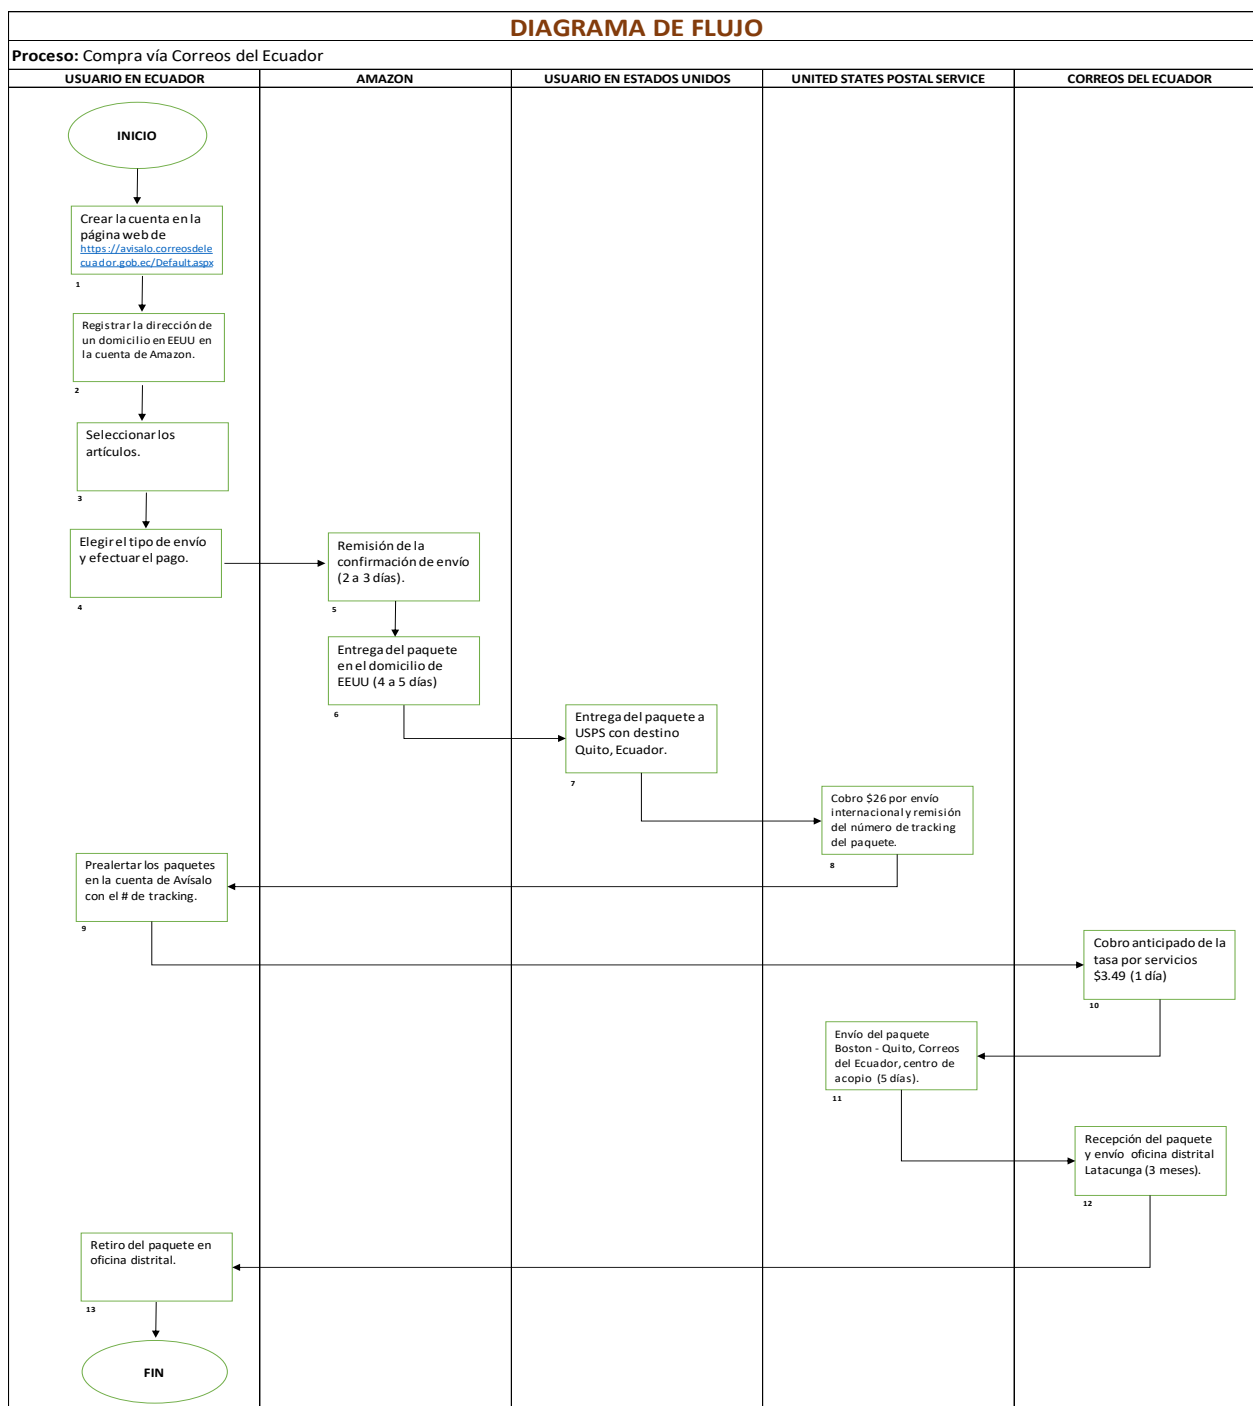 DIAGRAMA DE FLUJO
Proceso: Compra vía Correos del Ecuador
USUARIO EN ECUADOR
AMAZON
USUARIO EN ESTADOS UNIDOS
UNITED STATES POSTAL SERVICE
CORREOS DEL ECUADOR
INICIO
Crear la cuenta en la
página web de
https://avisalo.correosdele
cuador.gob.ec/Default.aspx
1
Registrar la dirección de
un domicilio en EEUU en
la cuenta de Amazon.
2
Seleccionar los
artículos.
3
Elegir el tipo de envío
y efectuar el pago.
4
Remisión de la
confirmación de envío
(2 a 3 días).
5
Entrega del paquete
en el domicilio de
EEUU (4 a 5 días)
6
Entrega del paquete a
USPS con destino
Quito, Ecuador.
7
Cobro $26 por envío
internacional y remisión
del número de tracking
del paquete.
8
Prealertar los paquetes
en la cuenta de Avísalo
con el # de tracking.
9
Cobro anticipado de la
tasa por servicios
$3.49 (1 día)
10
Envío del paquete
Boston - Quito, Correos
del Ecuador, centro de
acopio (5 días).
11
Recepción del paquete
y envío oficina distrital
Latacunga (3 meses).
12
Retiro del paquete en
oficina distrital.
13
FIN